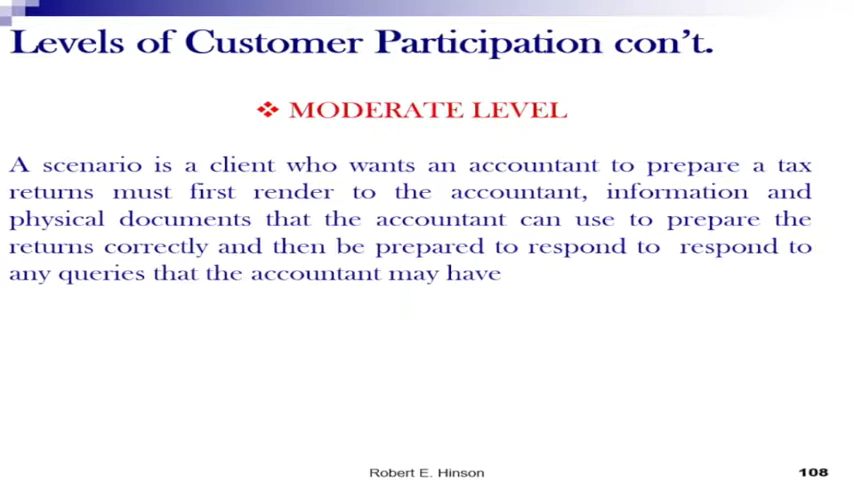 Levels of Customer Participation con't.
❖ MODERATE LEVEL
A scenario is a client who wants an accountant to prepare a tax
returns must first render to the accountant, information and
physical documents that the accountant can use to prepare the
returns correctly and then be prepared to respond to respond to
any queries that the accountant may have
Robert E. Hinson
108